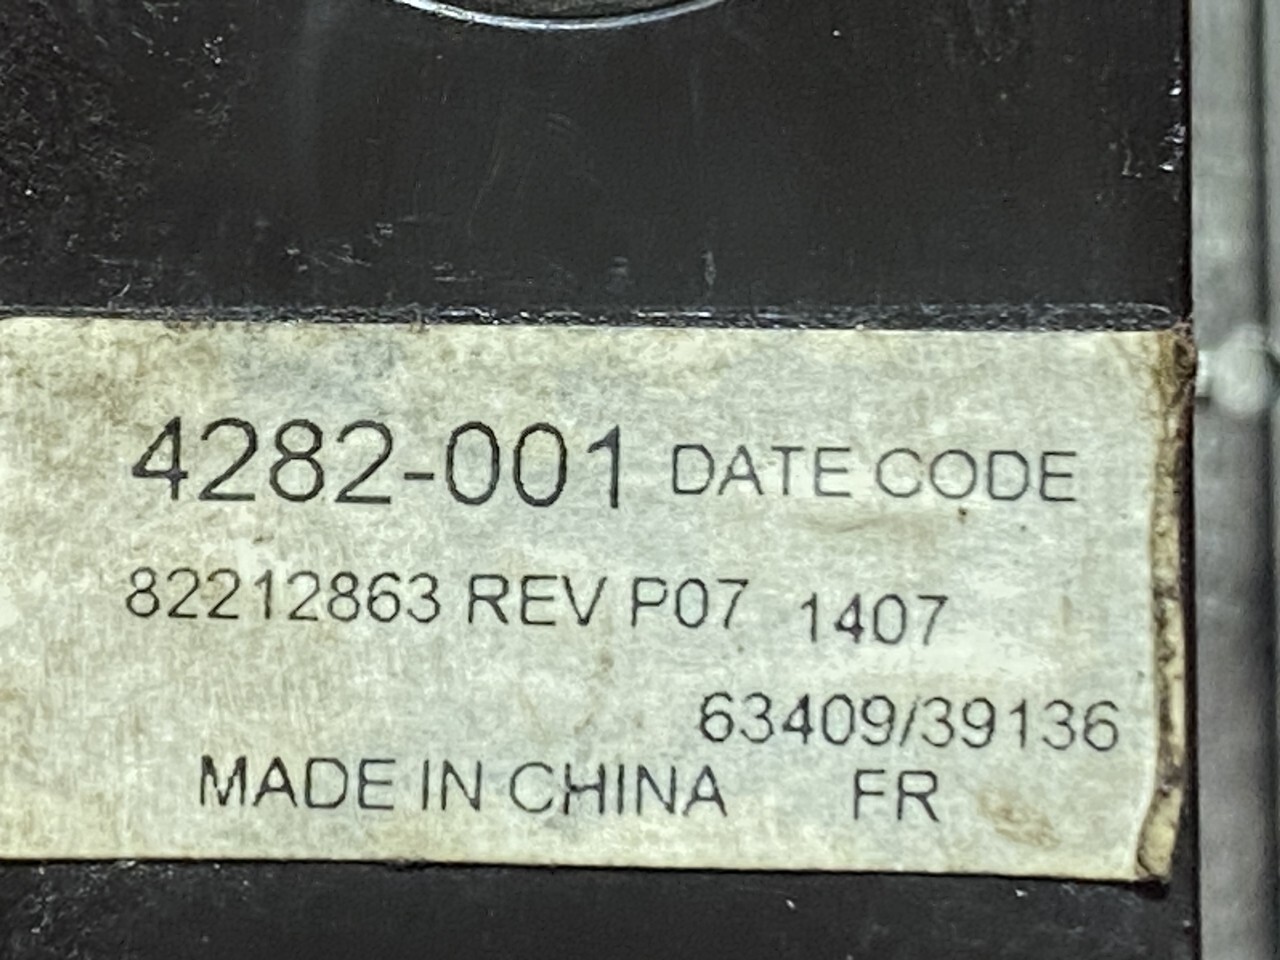 4282-001 DATE CODE
82212863 REV P07 1407
63409/39136
MADE IN CHINA FR